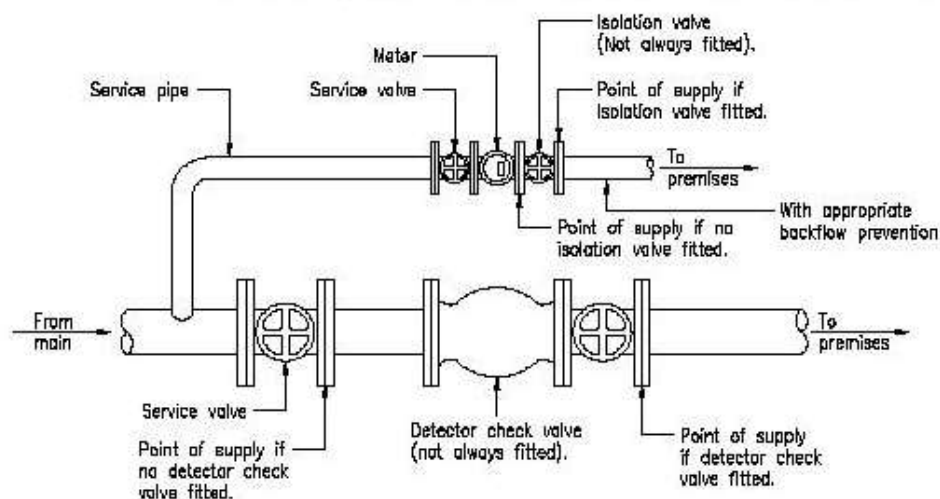 Isolation valve
(Not always fitted).
Meter
Service pipe
Service valve
Point of supply if
isolation valve fitted.
To
premises
Point of supply if no
isolation valve fitted.
With appropriate
backflow prevention
From
main
To
premises
Service valve
Point of supply if
no detector check
valve fitted.
Detector check valve
(not always fitted).
Point of supply
if detector check
valve fitted.